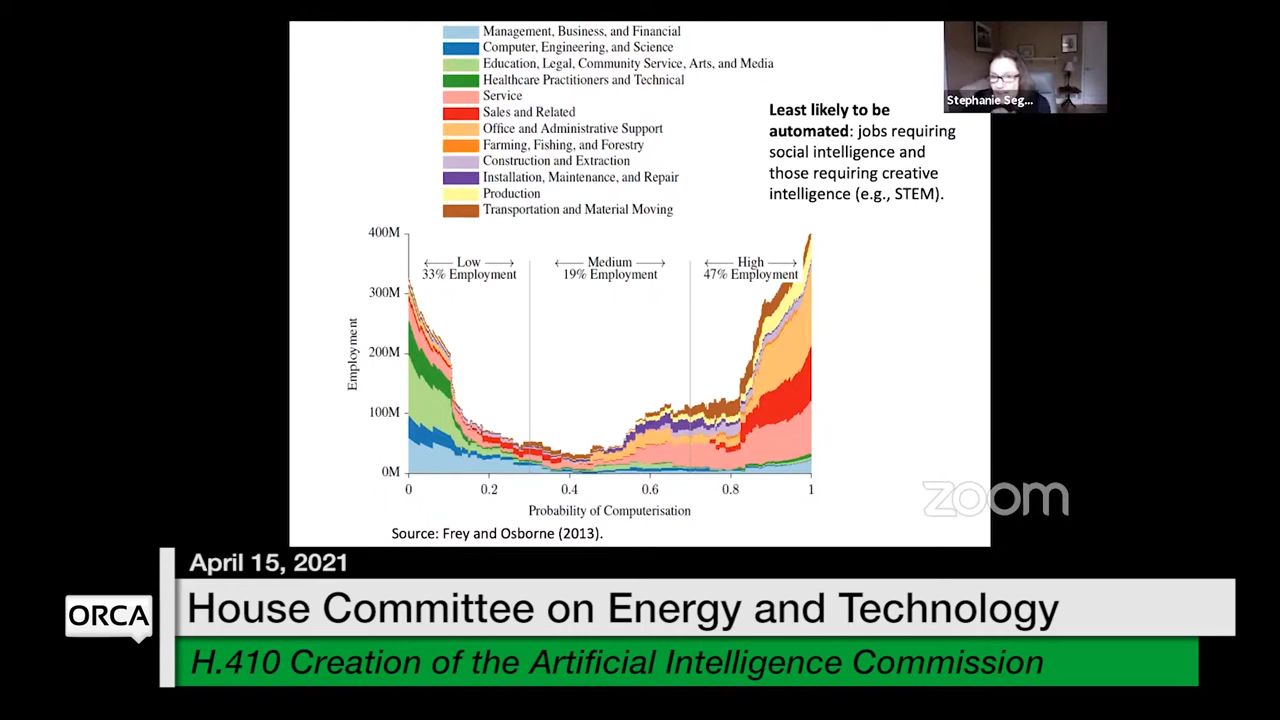 Management, Business, and Financial
Computer, Engineering, and Science
Education, Legal, Community Service, Arts, and Media
Healthcare Practitioners and Technical
Service
Sales and Related
Office and Administrative Support
Farming, Fishing, and Forestry
Construction and Extraction
Installation, Maintenance, and Repair
Production
Transportation and Material Moving
Stephanie Seg...
Least likely to be
automated: jobs requiring
social intelligence and
those requiring creative
intelligence (e.g., STEM).
400M
300M
200M
100M
0M
Employment
Low
33% Employment
Medium
19% Employment
High
47% Employment
0 0.2 0.4 0.6 0.8 1
Probability of Computerisation
Source: Frey and Osborne (2013).
zoom
April 15, 2021
ORCA
House Committee on Energy and Technology
H.410 Creation of the Artificial Intelligence Commission